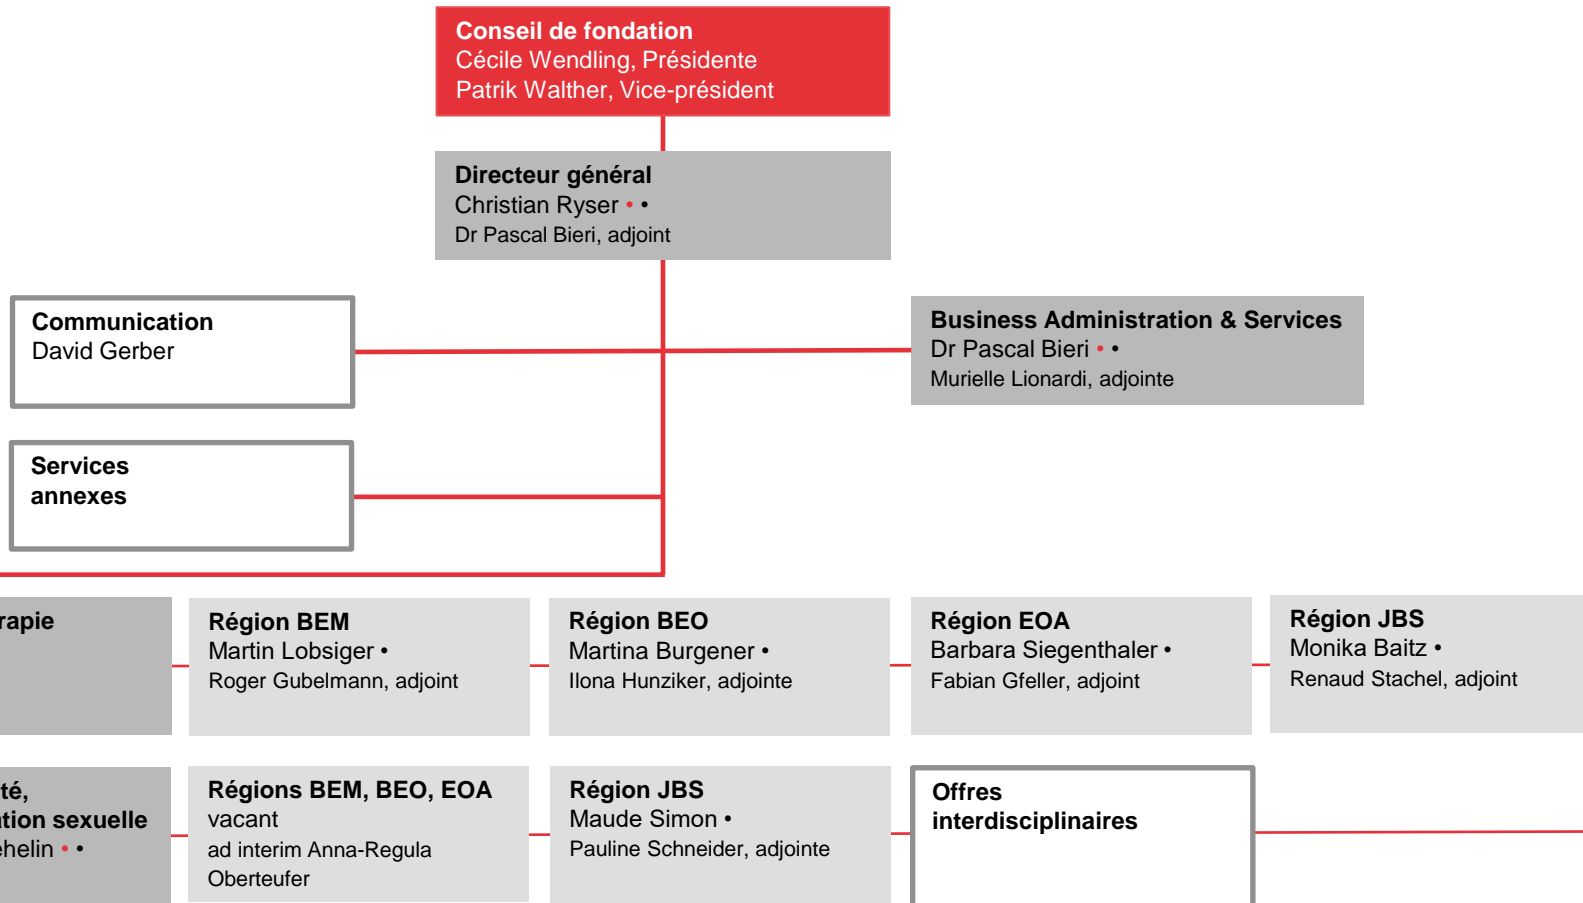 Conseil de fondation
Cécile Wendling, Présidente
Patrik Walther, Vice-président
Directeur général
Christian Ryser • •
Dr Pascal Bieri, adjoint
Communication
David Gerber
Business Administration & Services
Dr Pascal Bieri • •
Murielle Lionardi, adjointe
Services
annexes
Région BEM
Martin Lobsiger •
Roger Gubelmann, adjoint
Région BEO
Martina Burgener •
Ilona Hunziker, adjointe
Région EOA
Barbara Siegenthaler •
Fabian Gfeller, adjoint
Région JBS
Monika Baitz •
Renaud Stachel, adjoint
sexuelle
Régions BEM, BEO, EOA
vacant
ad interim Anna-Regula
Oberteufer
Région JBS
Maude Simon •
Pauline Schneider, adjointe
Offres
interdisciplinaires